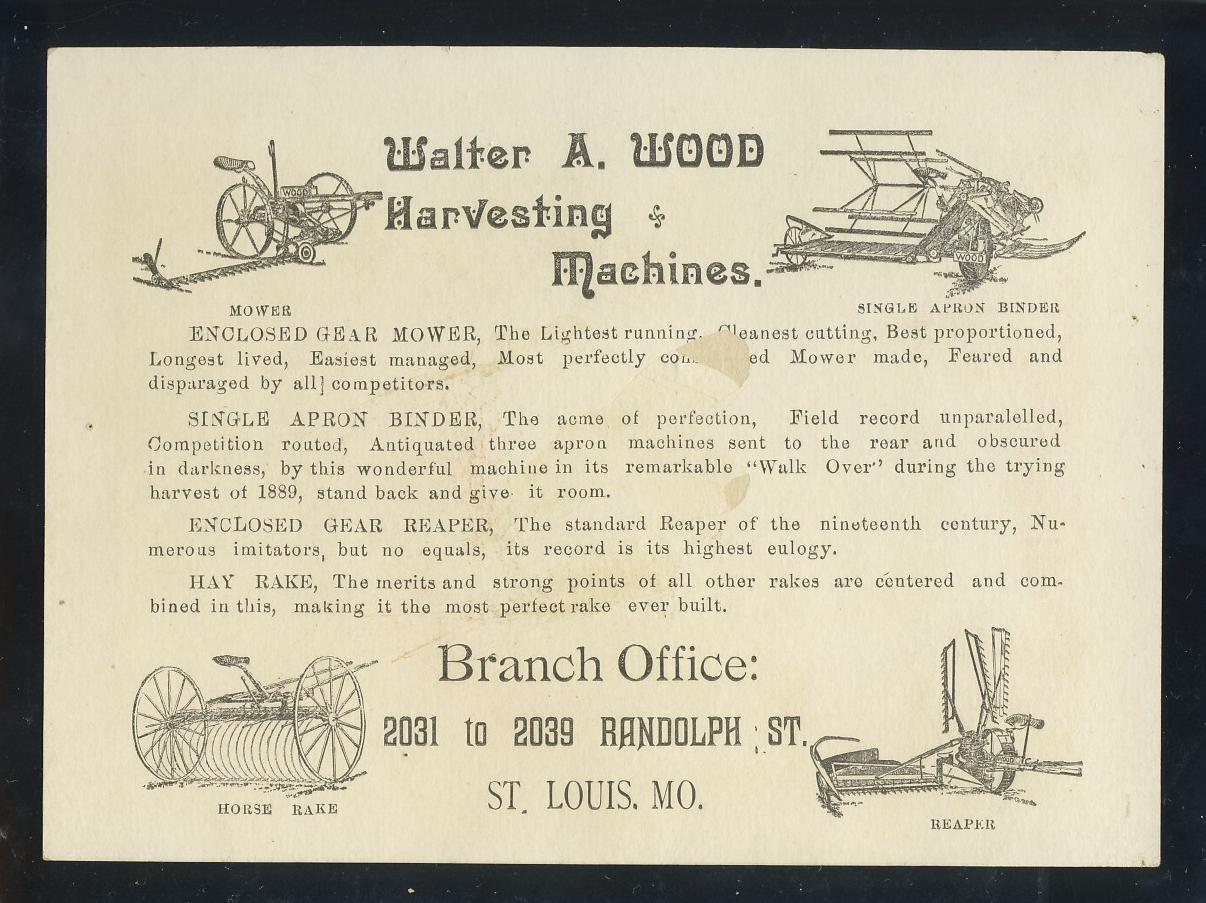 Walter A. WOOD
Harvesting
Machines.
WOOD
WOOD
MOWER
SINGLE APRON BINDER
ENCLOSED GEAR MOWER, The Lightest running, Cleanest cutting, Best proportioned,
Longest lived, Easiest managed, Most perfectly Mower made, Feared and
disparaged by all] competitors.
SINGLE APRON BINDER, The acme of perfection, Field record unparalelled,
Competition routed, Antiquated three apron machines sent to the rear and obscured
in darkness, by this wonderful machine in its remarkable "Walk Over" during the trying
harvest of 1889, stand back and give it room.
ENCLOSED GEAR REAPER, The standard Reaper of the nineteenth century, Nu-
merous imitators, but no equals, its record is its highest eulogy.
HAY RAKE, The merits and strong points of all other rakes are centered and com-
bined in this, making it the most perfect rake ever built.
Branch Office:
2031 to 2039 RANDOLPH ST.
ST. LOUIS. MO.
HORSE RAKE
WOOD
REAPER